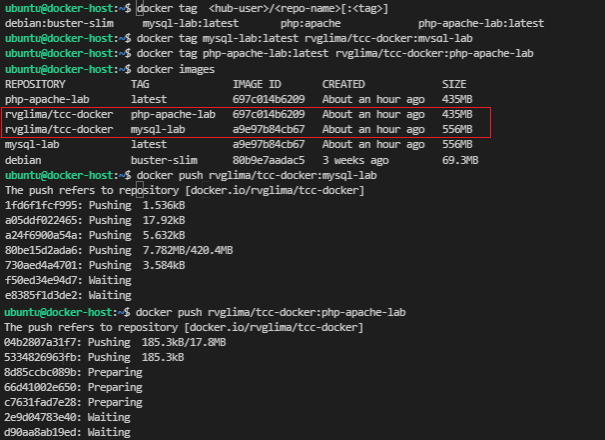 ubuntu@docker-host:~$ docker tag <hub-user>/<repo-name>[:<tag>]
debian:buster-slim mysql-lab:latest php:apache php-apache-lab:latest
ubuntu@docker-host:~$ docker tag mysql-lab:latest rvglima/tcc-docker:mysql-lab
ubuntu@docker-host:~$ docker tag php-apache-lab:latest rvglima/tcc-docker:php-apache-lab
ubuntu@docker-host:~$ docker images
REPOSITORY TAG IMAGE ID CREATED SIZE
php-apache-lab latest 697c014b6209 About an hour ago 435MB
rvglima/tcc-docker php-apache-lab 697c014b6209 About an hour ago 435MB
rvglima/tcc-docker mysql-lab a9e97b84cb67 About an hour ago 556MB
mysql-lab latest a9e97b84cb67 About an hour ago 556MB
debian buster-slim 80b9e7aadac5 3 weeks ago 69.3MB
ubuntu@docker-host:~$ docker push rvglima/tcc-docker:mysql-lab
The push refers to repository [docker.io/rvglima/tcc-docker]
1fd6f1fcf995: Pushing 1.536kB
a05ddf022465: Pushing 17.92kB
a24f6900a54a: Pushing 5.632kB
80be15d2ada6: Pushing 7.782MB/420.4MB
730aed4a4701: Pushing 3.584kB
f50ed34e94d7: Waiting
e8385f1d3de2: Waiting
ubuntu@docker-host:~$ docker push rvglima/tcc-docker:php-apache-lab
The push refers to repository [docker.io/rvglima/tcc-docker]
04b2807a31f7: Pushing 185.3kB/17.8MB
5334826963fb: Pushing 185.3kB
8d85ccbc089b: Preparing
66d41002e650: Preparing
c7631fad7e28: Preparing
2e9d04783e40: Waiting
d90aa8ab19ed: Waiting